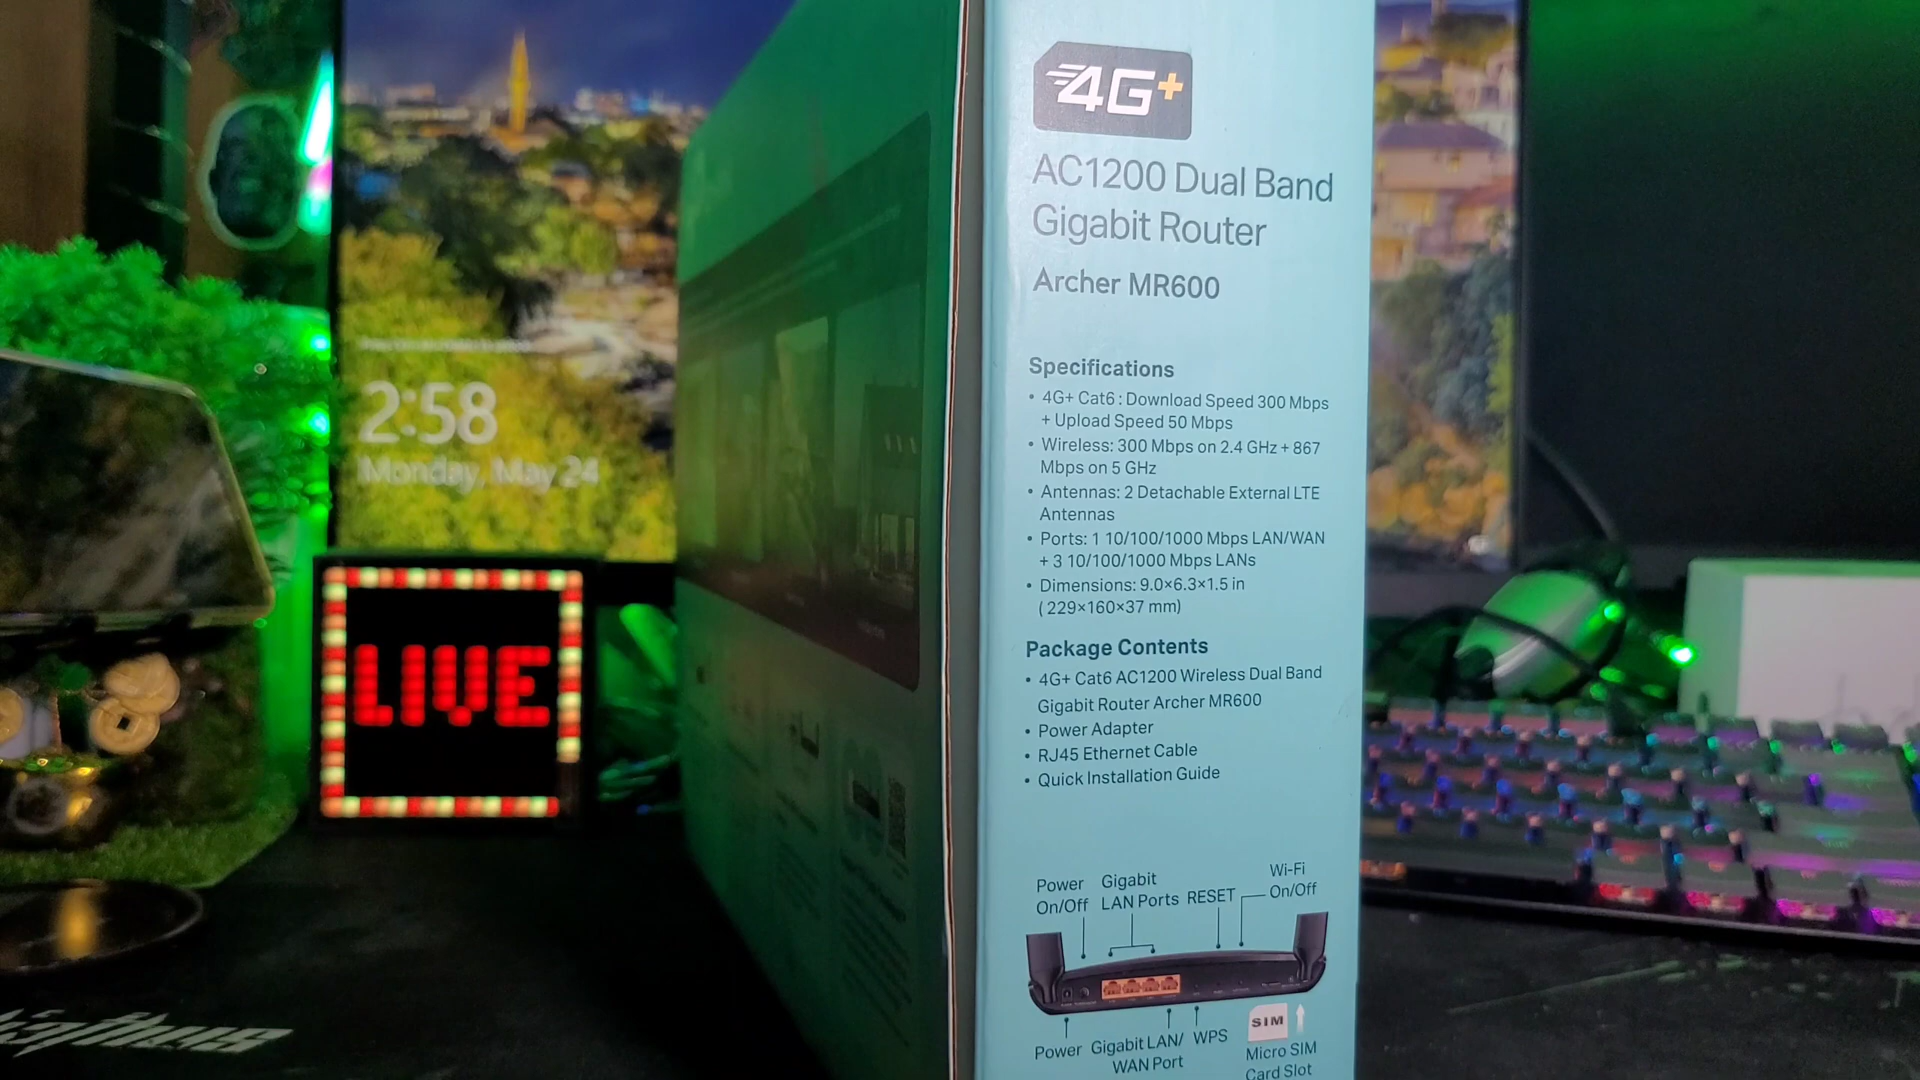 4G+
AC1200 Dual Band
Gigabit Router
Archer MR600
Specifications
• 4G+ Cat6 : Download Speed 300 Mbps
+ Upload Speed 50 Mbps
• Wireless: 300 Mbps on 2.4 GHz + 867
Mbps on 5 GHz
• Antennas: 2 Detachable External LTE
Antennas
• Ports: 1 10/100/1000 Mbps LAN/WAN
+ 3 10/100/1000 Mbps LANs
• Dimensions: 9.0×6.3×1.5 in
( 229×160×37 mm)
Package Contents
• 4G+ Cat6 AC1200 Wireless Dual Band
Gigabit Router Archer MR600
• Power Adapter
• RJ45 Ethernet Cable
• Quick Installation Guide
Power
On/Off
Gigabit
LAN Ports
RESET
Wi-Fi
On/Off
Power
Gigabit LAN/
WAN Port
WPS
SIM
Micro SIM
Card Slot
2:58
Monday, May 24
LIVE